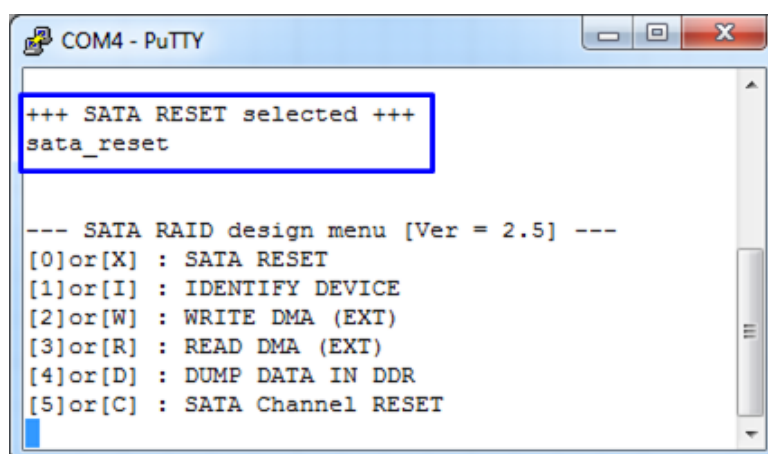 COM4 - PuTTY
+++ SATA RESET selected +++
sata_reset
--- SATA RAID design menu [Ver = 2.5] ---
[0]or[X] : SATA RESET
[1]or[I] : IDENTIFY DEVICE
[2]or[W] : WRITE DMA (EXT)
[3]or[R] : READ DMA (EXT)
[4]or[D] : DUMP DATA IN DDR
[5]or[C] : SATA Channel RESET